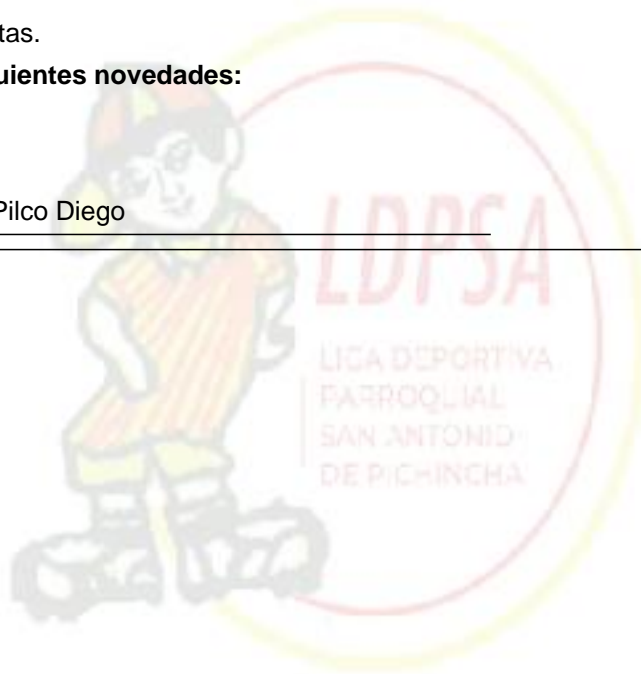 tas.
uientes novedades:
Pilco Diego
LDPSA
LIGA DEPORTIVA
PARROQUIAL
SAN ANTONIO
DE PICHINCHA